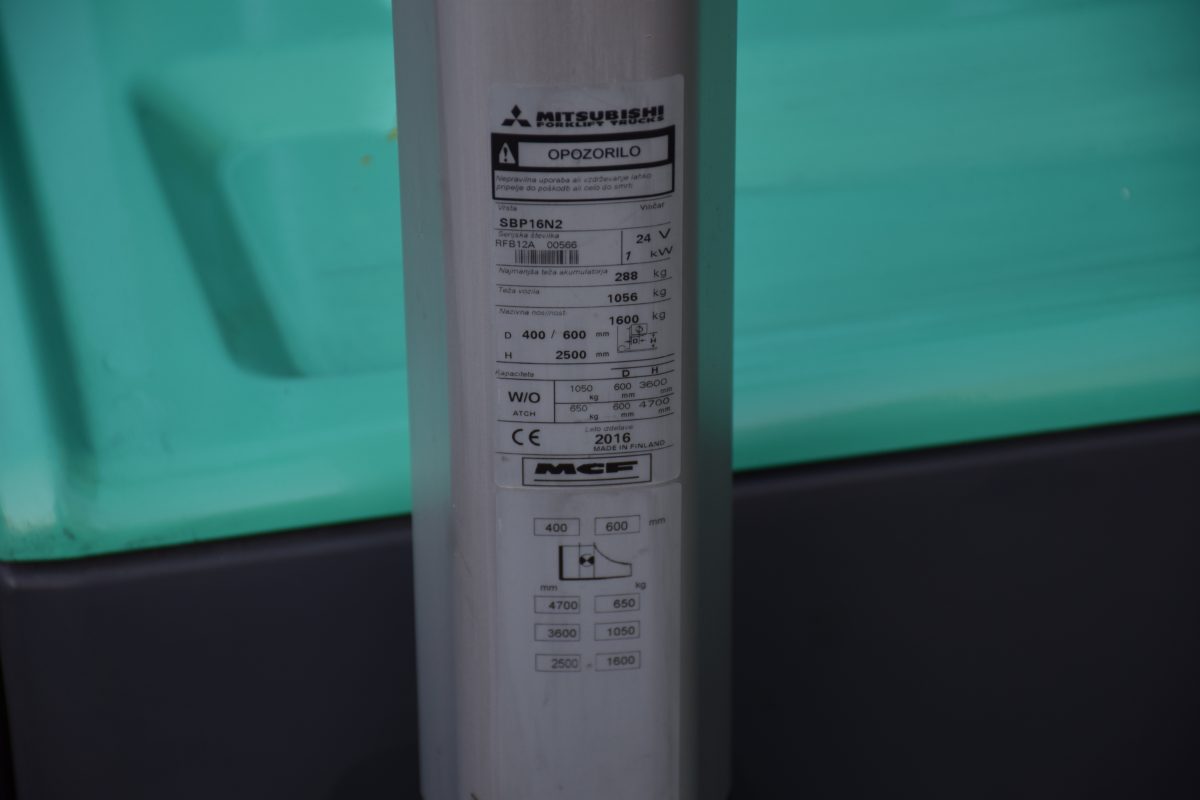 MITSUBISHI
FORKLIFT TRUCKS
OPOZORILO
Nepravilna uporaba ali vzdrževanje lahko
pripelje do poškodb ali celo do smrti.
Vrsta
SBP16N2
Serijska številka
RFB12A 00566
24 V
1 kW
Najmanjša teža akumulatorja 288 kg
Teža vozila 1056 kg
Nazivna nosilnost 1600 kg
D 400 / 600 mm
H 2500 mm
D H
Kapacitete D H
W/O
ATCH
1050 kg 600 mm 3600 mm
650 kg 600 mm 4700 mm
CE
Leto izdelave
2016
MADE IN FINLAND
MCF
400 600 mm
mm kg
4700 650
3600 1050
2500 1600